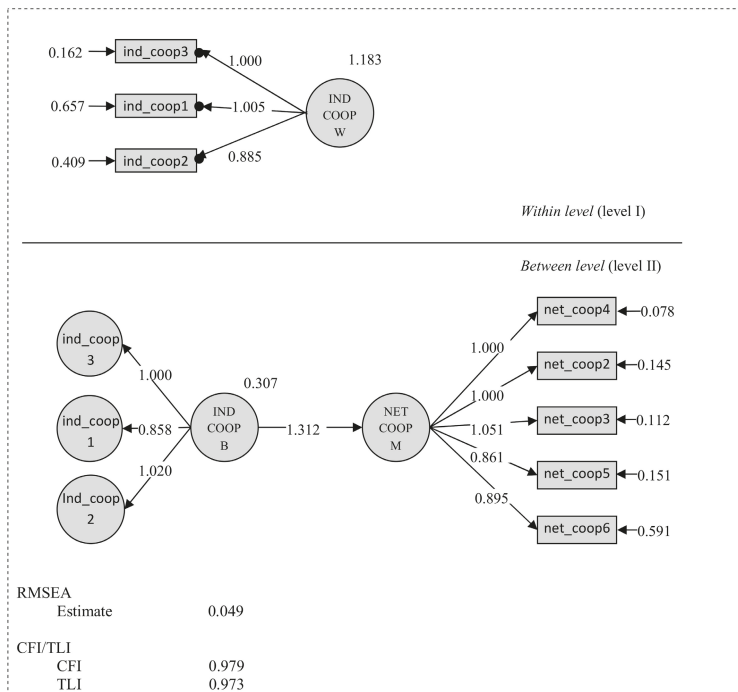 0.162 ind_coop3 1.000 1.183
0.657 ind_coop1 1.005 IND COOP W
0.409 ind_coop2 0.885
Within level (level I)
Between level (level II)
ind_coop 3
1.000
ind_coop 1
0.858
Ind_coop 2
1.020
0.307
IND COOP B
1.312
NET COOP M
1.000 net_coop4 0.078
1.000 net_coop2 0.145
1.051 net_coop3 0.112
0.861 net_coop5 0.151
0.895 net_coop6 0.591
RMSEA
Estimate 0.049
CFI/TLI
CFI 0.979
TLI 0.973